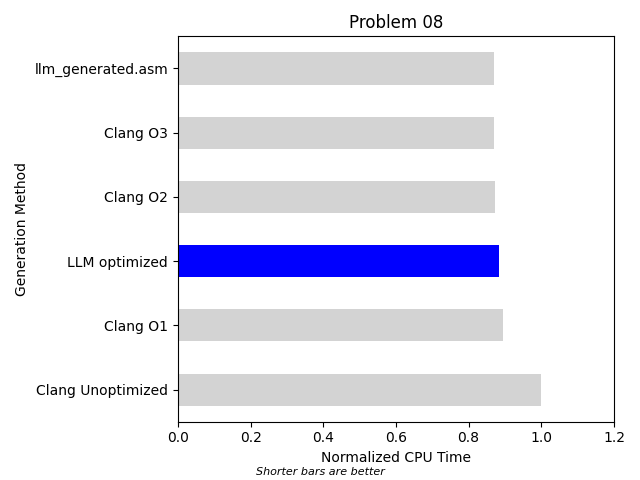 Problem 08
llm_generated.asm
Clang O3
Clang O2
LLM optimized
Clang O1
Clang Unoptimized
Generation Method
0.0 0.2 0.4 0.6 0.8 1.0 1.2
Normalized CPU Time
Shorter bars are better